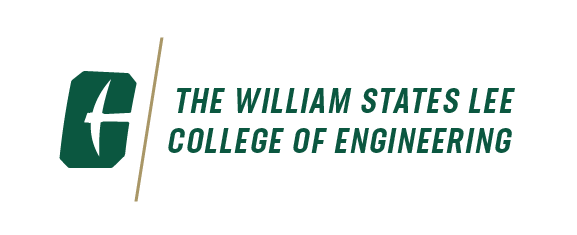 THE WILLIAM STATES LEE
COLLEGE OF ENGINEERING